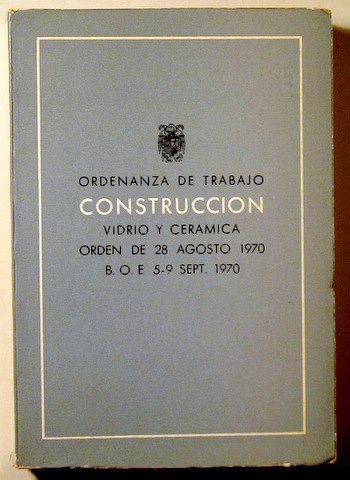 ORDENANZA DE TRABAJO
CONSTRUCCION
VIDRIO Y CERAMICA
ORDEN DE 28 AGOSTO 1970
B. O. E. 5-9 SEPT. 1970